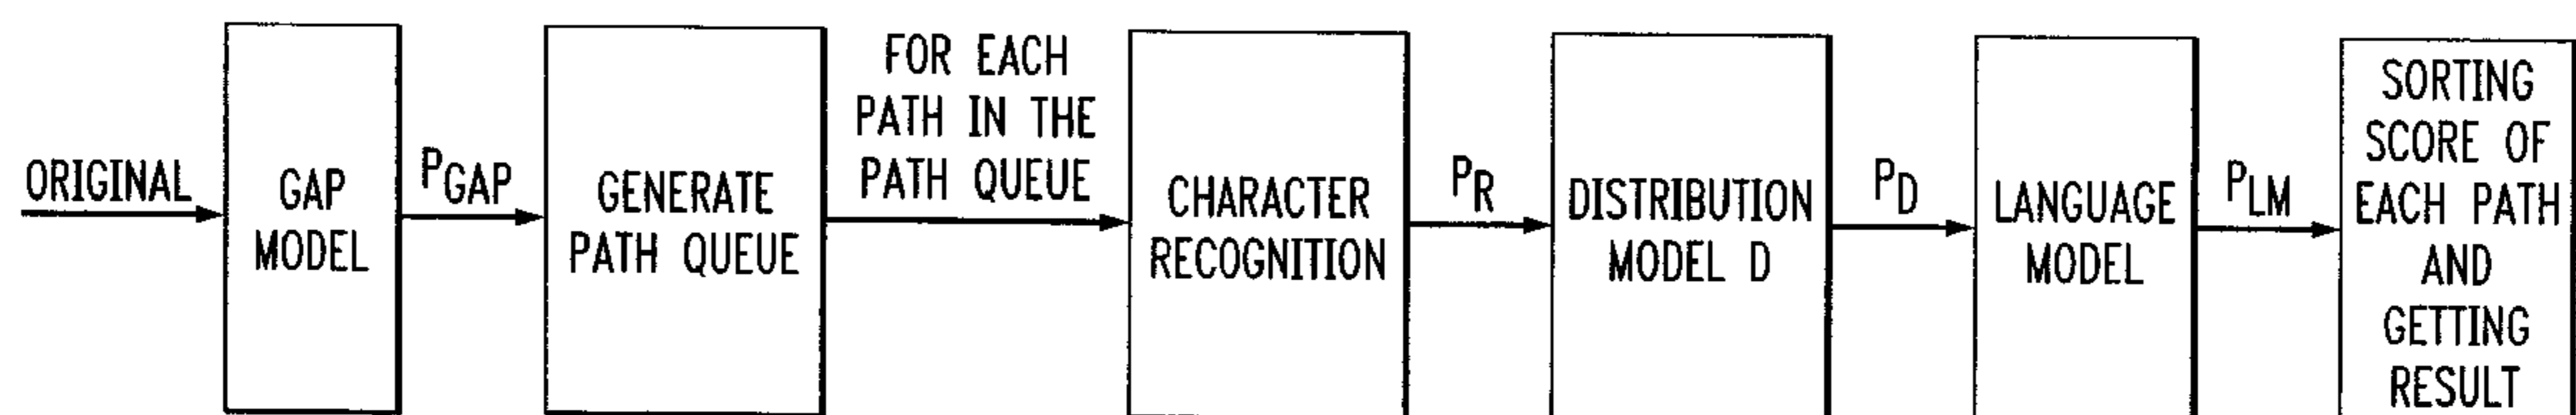 ORIGINAL
GAP
MODEL
PGAP
GENERATE
PATH QUEUE
FOR EACH
PATH IN THE
PATH QUEUE
CHARACTER
RECOGNITION
PR
DISTRIBUTION
MODEL D
PD
LANGUAGE
MODEL
PLM
SORTING
SCORE OF
EACH PATH
AND
GETTING
RESULT